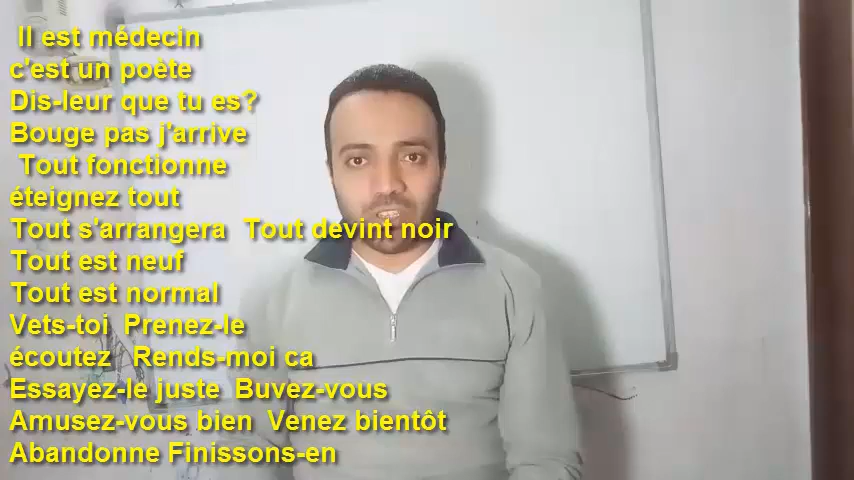 Il est médecin
c'est un poète
Dis-leur que tu es?
Bouge pas j'arrive
Tout fonctionne
éteignez tout
Tout s'arrangera Tout devint noir
Tout est neuf
Tout est normal
Vets-toi Prenez-le
écoutez Rends-moi ca
Essayez-le juste Buvez-vous
Amusez-vous bien Venez bientôt
Abandonne Finissons-en